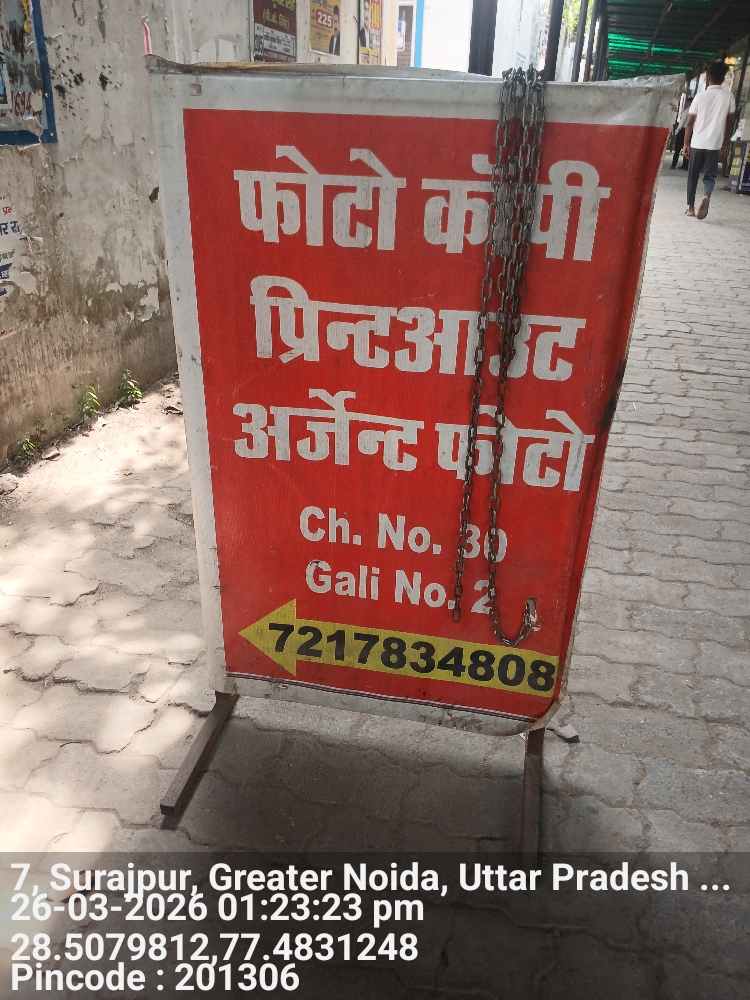 225
फोटो कॉपी
प्रिन्टआउट
अर्जेन्ट फोटो
Ch. No. 30
Gali No. 2
7217834808
7, Surajpur, Greater Noida, Uttar Pradesh ...
26-03-2026 01:23:23 pm
28.5079812,77.4831248
Pincode : 201306